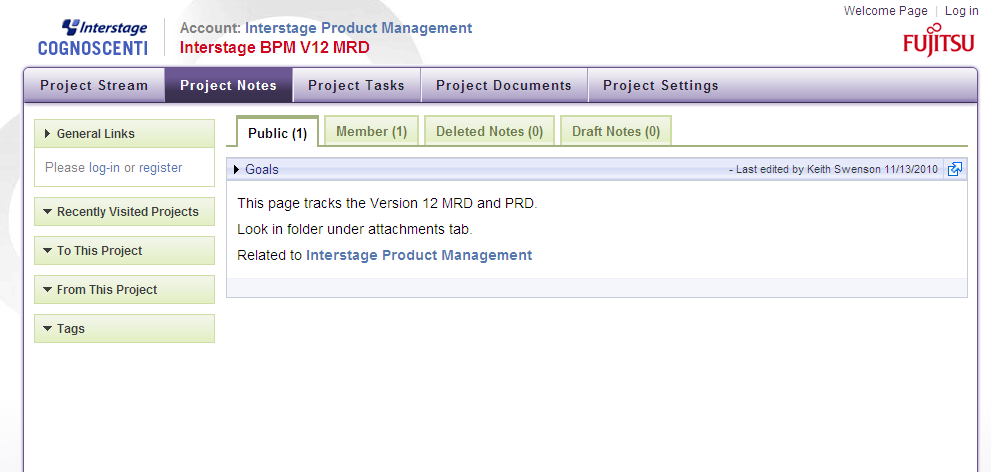 Welcome Page | Log in
Interstage
COGNOSCENTI
Account: Interstage Product Management
Interstage BPM V12 MRD
FUJITSU
Project Stream
Project Notes
Project Tasks
Project Documents
Project Settings
General Links
Please log-in or register
Recently Visited Projects
To This Project
From This Project
Tags
Public (1)
Member (1)
Deleted Notes (0)
Draft Notes (0)
Goals
- Last edited by Keith Swenson 11/13/2010
This page tracks the Version 12 MRD and PRD.
Look in folder under attachments tab.
Related to Interstage Product Management